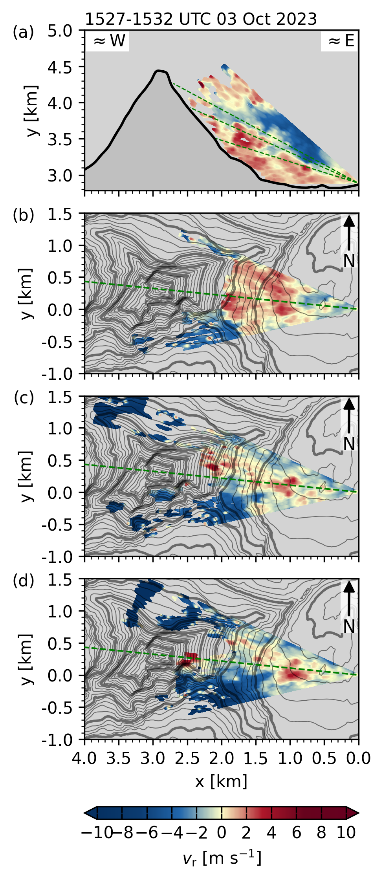 1527-1532 UTC 03 Oct 2023
(a)
≈ W
≈ E
5.0
4.5
4.0
3.5
3.0
y [km]
(b)
1.5
1.0
0.5
0.0
-0.5
-1.0
y [km]
N
(c)
1.5
1.0
0.5
0.0
-0.5
-1.0
y [km]
N
(d)
1.5
1.0
0.5
0.0
-0.5
-1.0
y [km]
N
4.0 3.5 3.0 2.5 2.0 1.5 1.0 0.5 0.0
x [km]
−10 −8 −6 −4 −2 0 2 4 6 8 10
vr [m s−1]